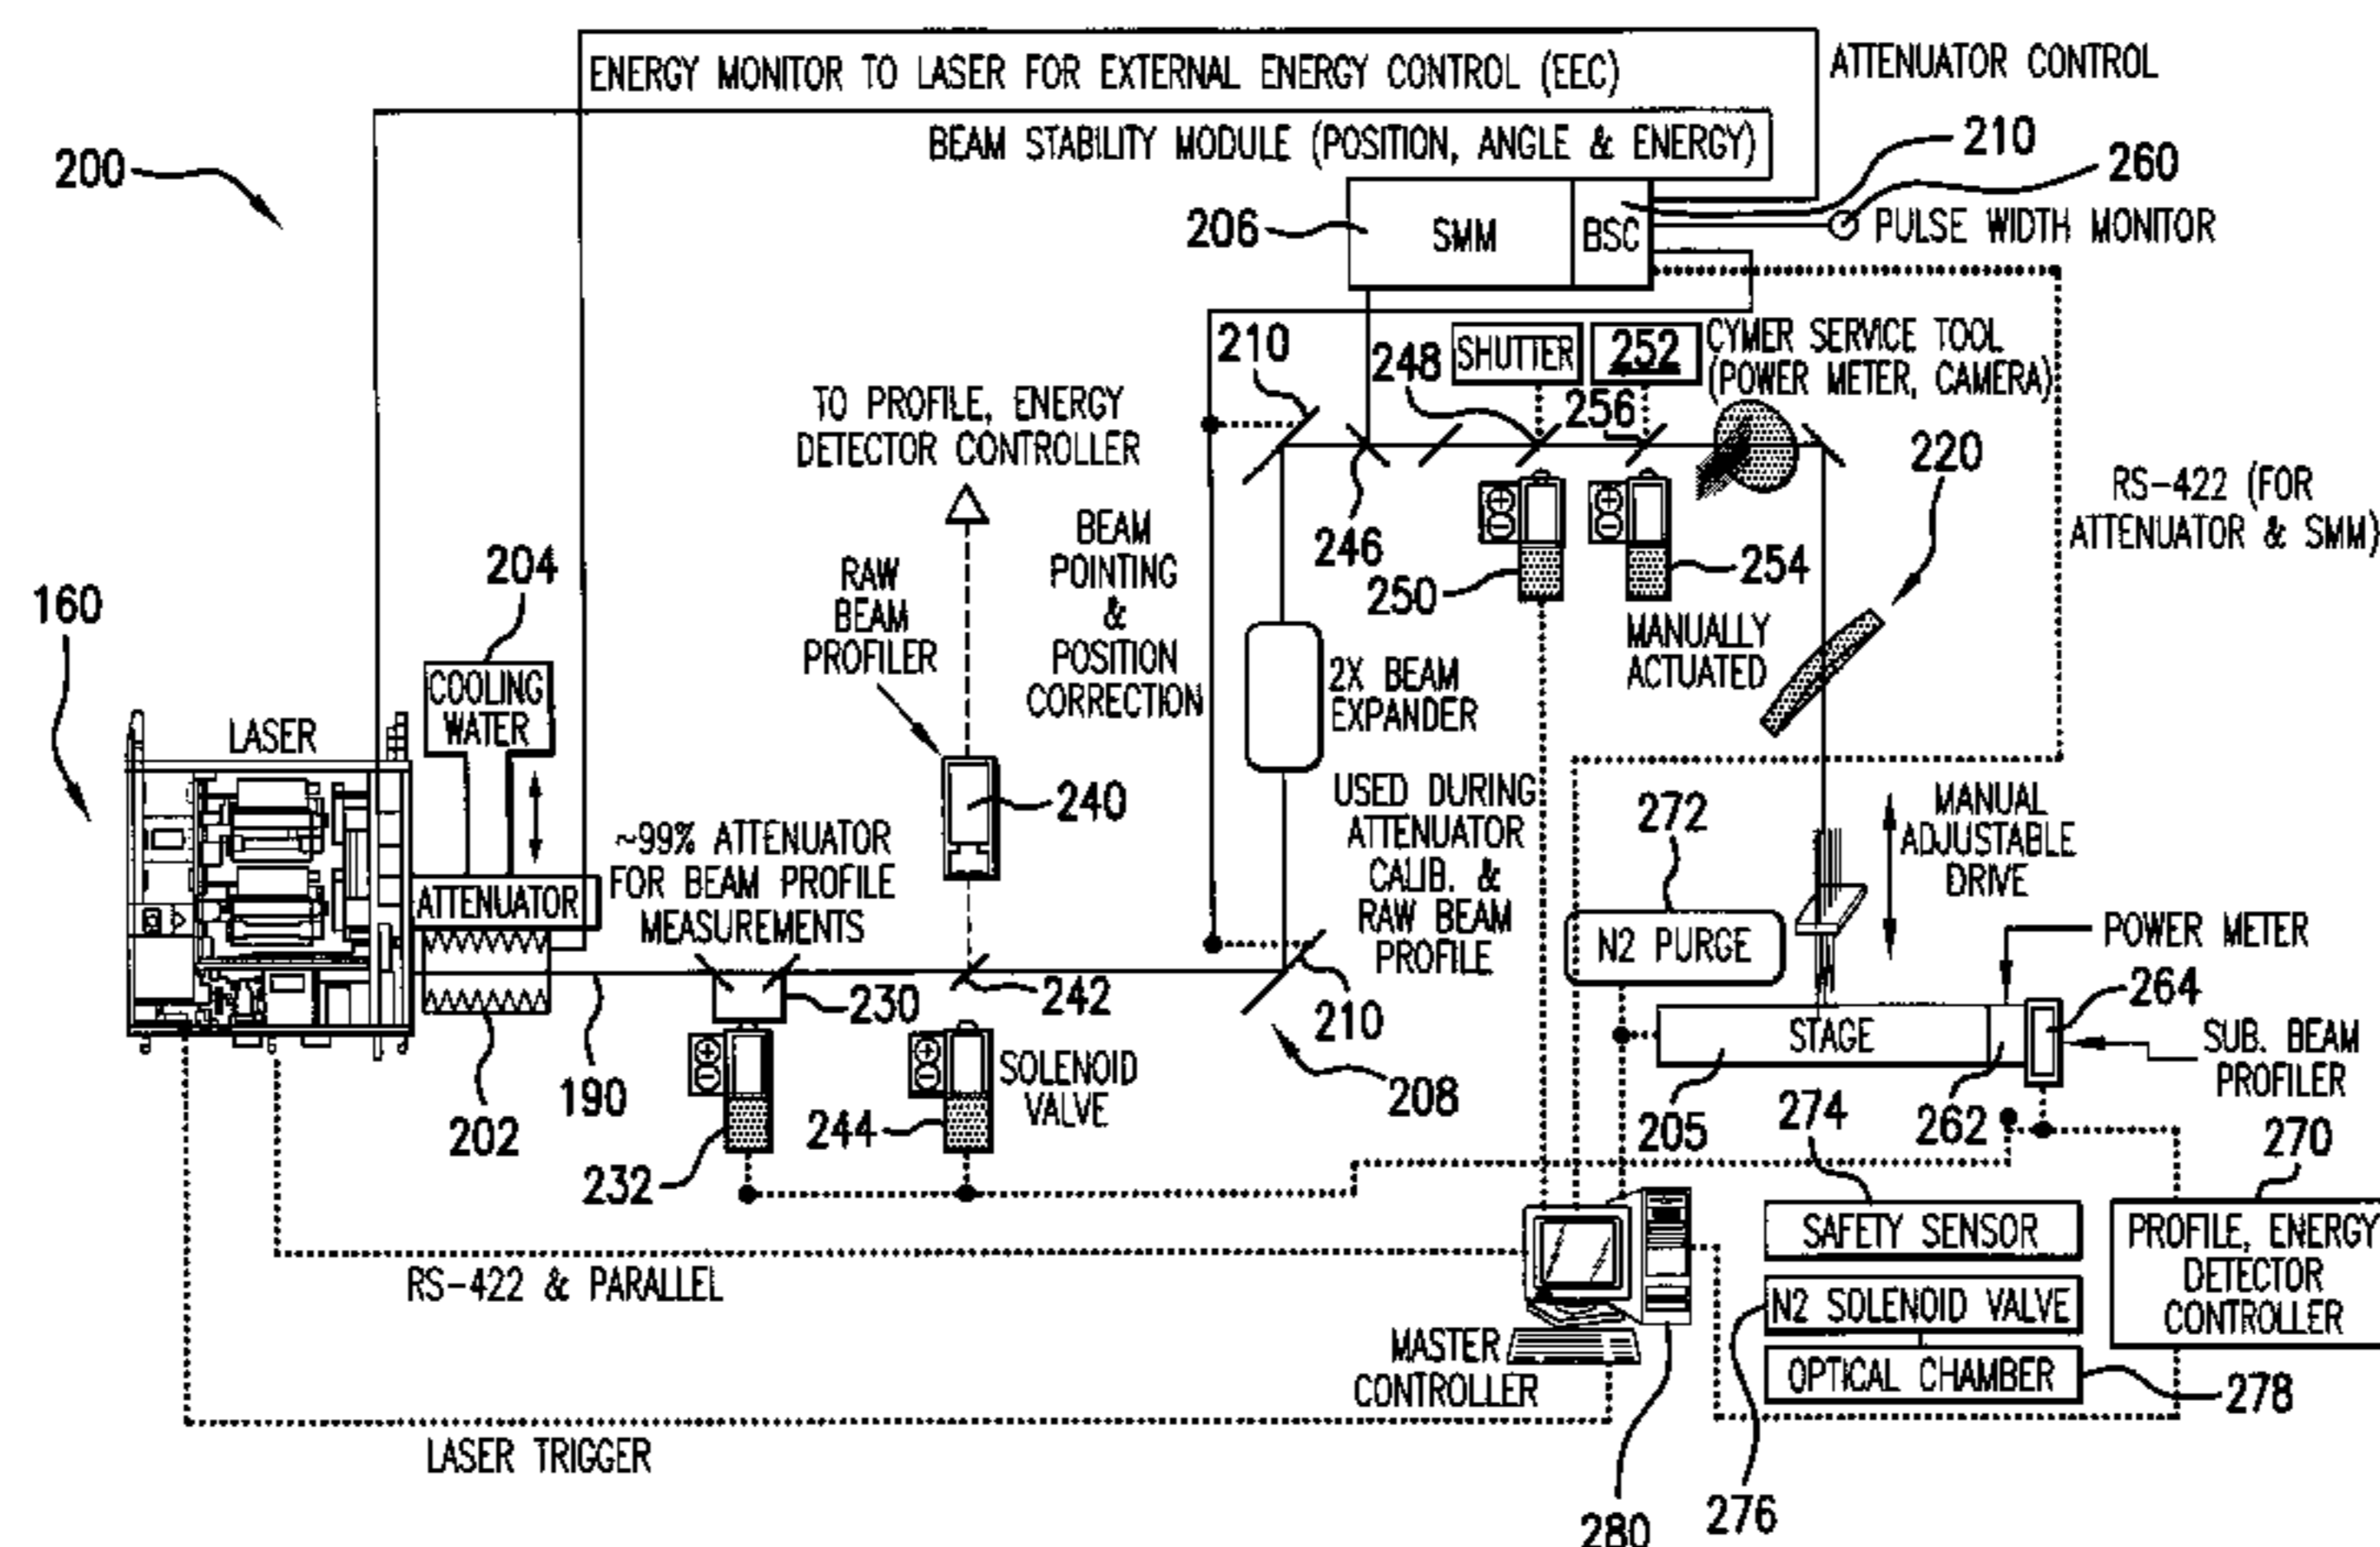 ENERGY MONITOR TO LASER FOR EXTERNAL ENERGY CONTROL (EEC)
ATTENUATOR CONTROL
BEAM STABILITY MODULE (POSITION, ANGLE & ENERGY)
210
260
200
206
SMM
BSC
PULSE WIDTH MONITOR
210
248
SHUTTER
252
CYMER SERVICE TOOL
(POWER METER, CAMERA)
256
TO PROFILE, ENERGY
DETECTOR CONTROLLER
220
RS-422 (FOR
ATTENUATOR & SMM)
246
250
254
MANUALLY
ACTUATED
BEAM
POINTING
&
POSITION
CORRECTION
RAW
BEAM
PROFILER
204
COOLING
WATER
160
LASER
2X BEAM
EXPANDER
240
USED DURING
ATTENUATOR
CALIB. &
RAW BEAM
PROFILE
272
MANUAL
ADJUSTABLE
DRIVE
~99% ATTENUATOR
FOR BEAM PROFILE
MEASUREMENTS
ATTENUATOR
N2 PURGE
POWER METER
264
230
242
210
STAGE
SUB. BEAM
PROFILER
190
SOLENOID
VALVE
208
202
244
232
205
274
262
270
SAFETY SENSOR
PROFILE, ENERGY
DETECTOR
CONTROLLER
RS-422 & PARALLEL
N2 SOLENOID VALVE
MASTER
CONTROLLER
OPTICAL CHAMBER
278
LASER TRIGGER
276
280